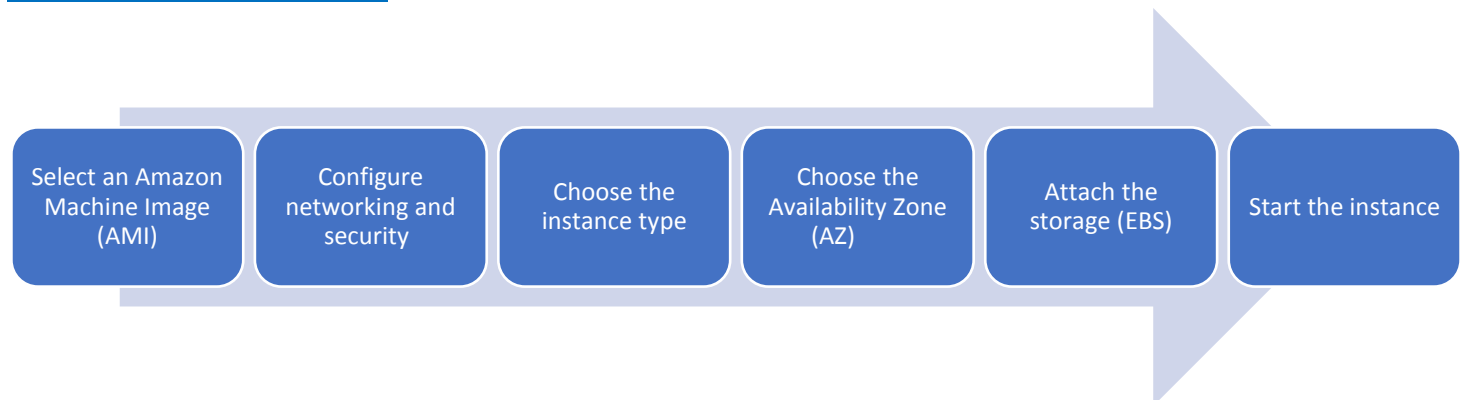 Select an Amazon
Machine Image
(AMI)
Configure
networking and
security
Choose the
instance type
Choose the
Availability Zone
(AZ)
Attach the
storage (EBS)
Start the instance